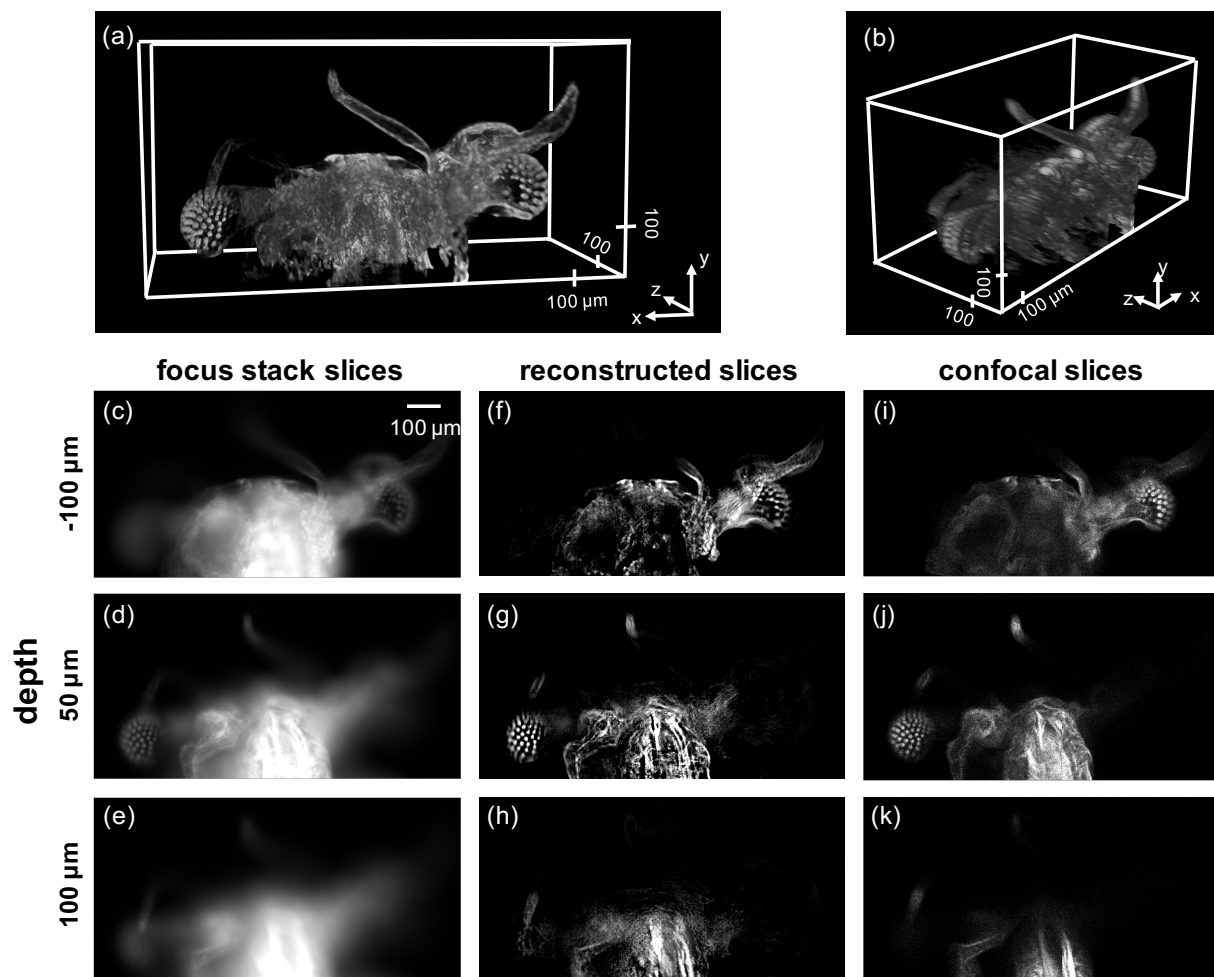 (a)
100
100
100 µm
y
z
x
(b)
100
100
100 µm
y
z
x
focus stack slices
reconstructed slices
confocal slices
depth
-100 µm
(c)
100 µm
(f)
(i)
50 µm
(d)
(g)
(j)
100 µm
(e)
(h)
(k)